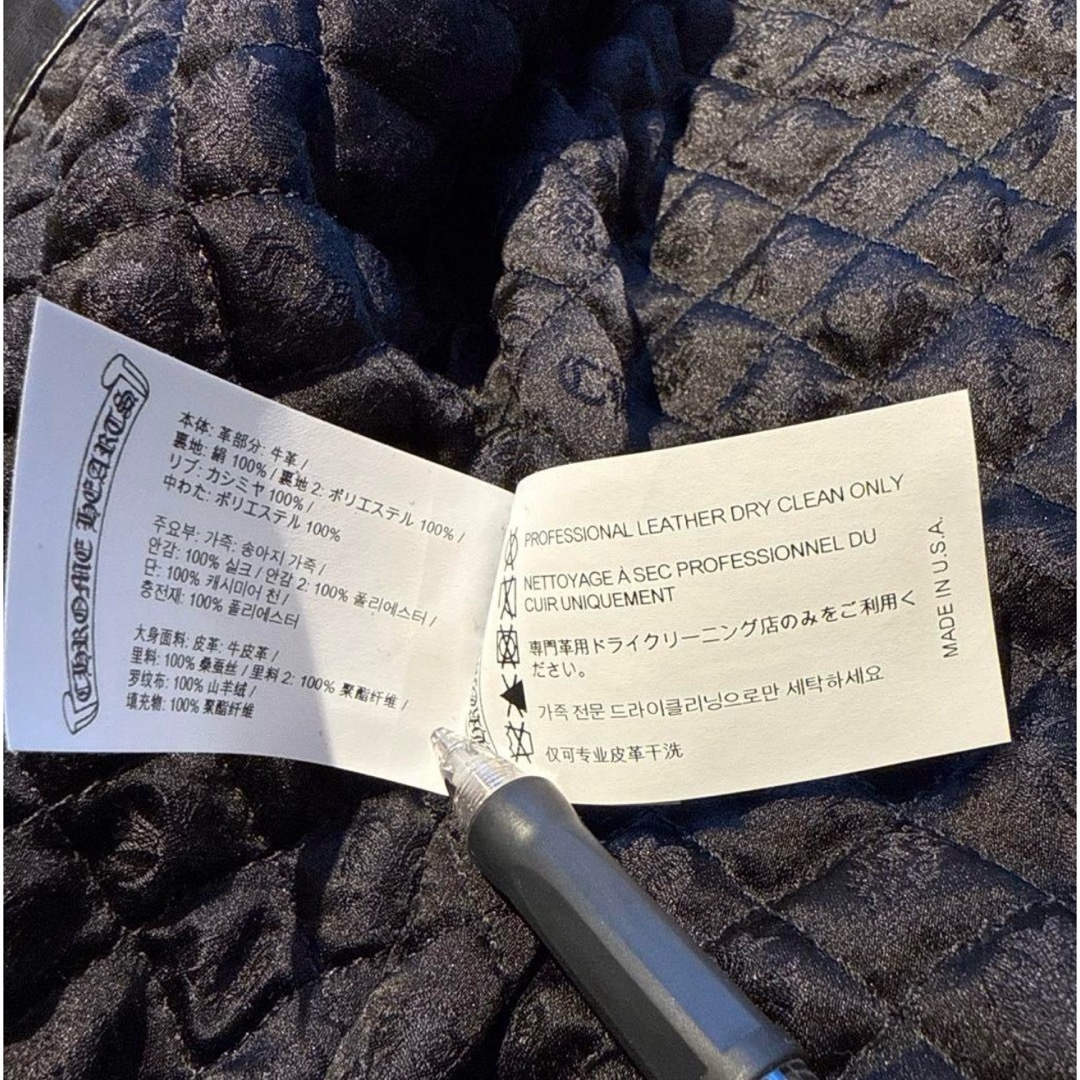 CHROME HEARTS
本体: 革部分: 牛革 /
裏地: 絹 100% / 裏地 2: ポリエステル 100% /
リブ: カシミヤ 100% /
中わた: ポリエステル 100%
주요부: 가죽: 송아지 가죽 /
안감: 100% 실크 / 안감 2: 100% 폴리에스터 /
단: 100% 캐시미어 천 /
충전재: 100% 폴리에스터
大身面料: 皮革: 牛皮革 /
里料: 100% 桑蚕丝 / 里料 2: 100% 聚酯纤维 /
罗纹布: 100% 山羊绒 /
填充物: 100% 聚酯纤维
PROFESSIONAL LEATHER DRY CLEAN ONLY
NETTOYAGE À SEC PROFESSIONNEL DU
CUIR UNIQUEMENT
専門革用ドライクリーニング店のみをご利用く
ださい。
가죽 전문 드라이클리닝으로만 세탁하세요
仅可专业皮革干洗
MADE IN U.S.A.